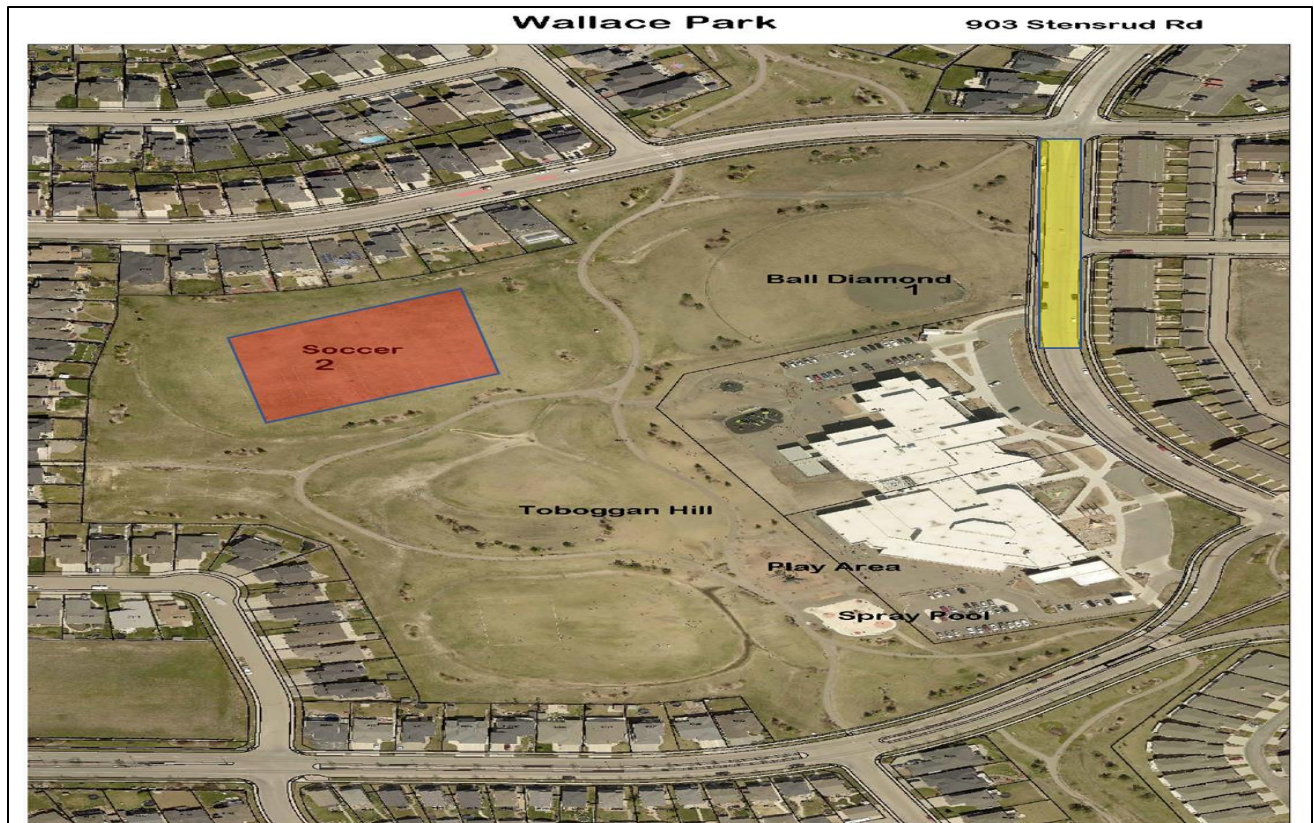 Wallace Park
903 Stensrud Rd
Ball Diamond
1
Soccer
2
Toboggan Hill
Play Area
Spray Pool